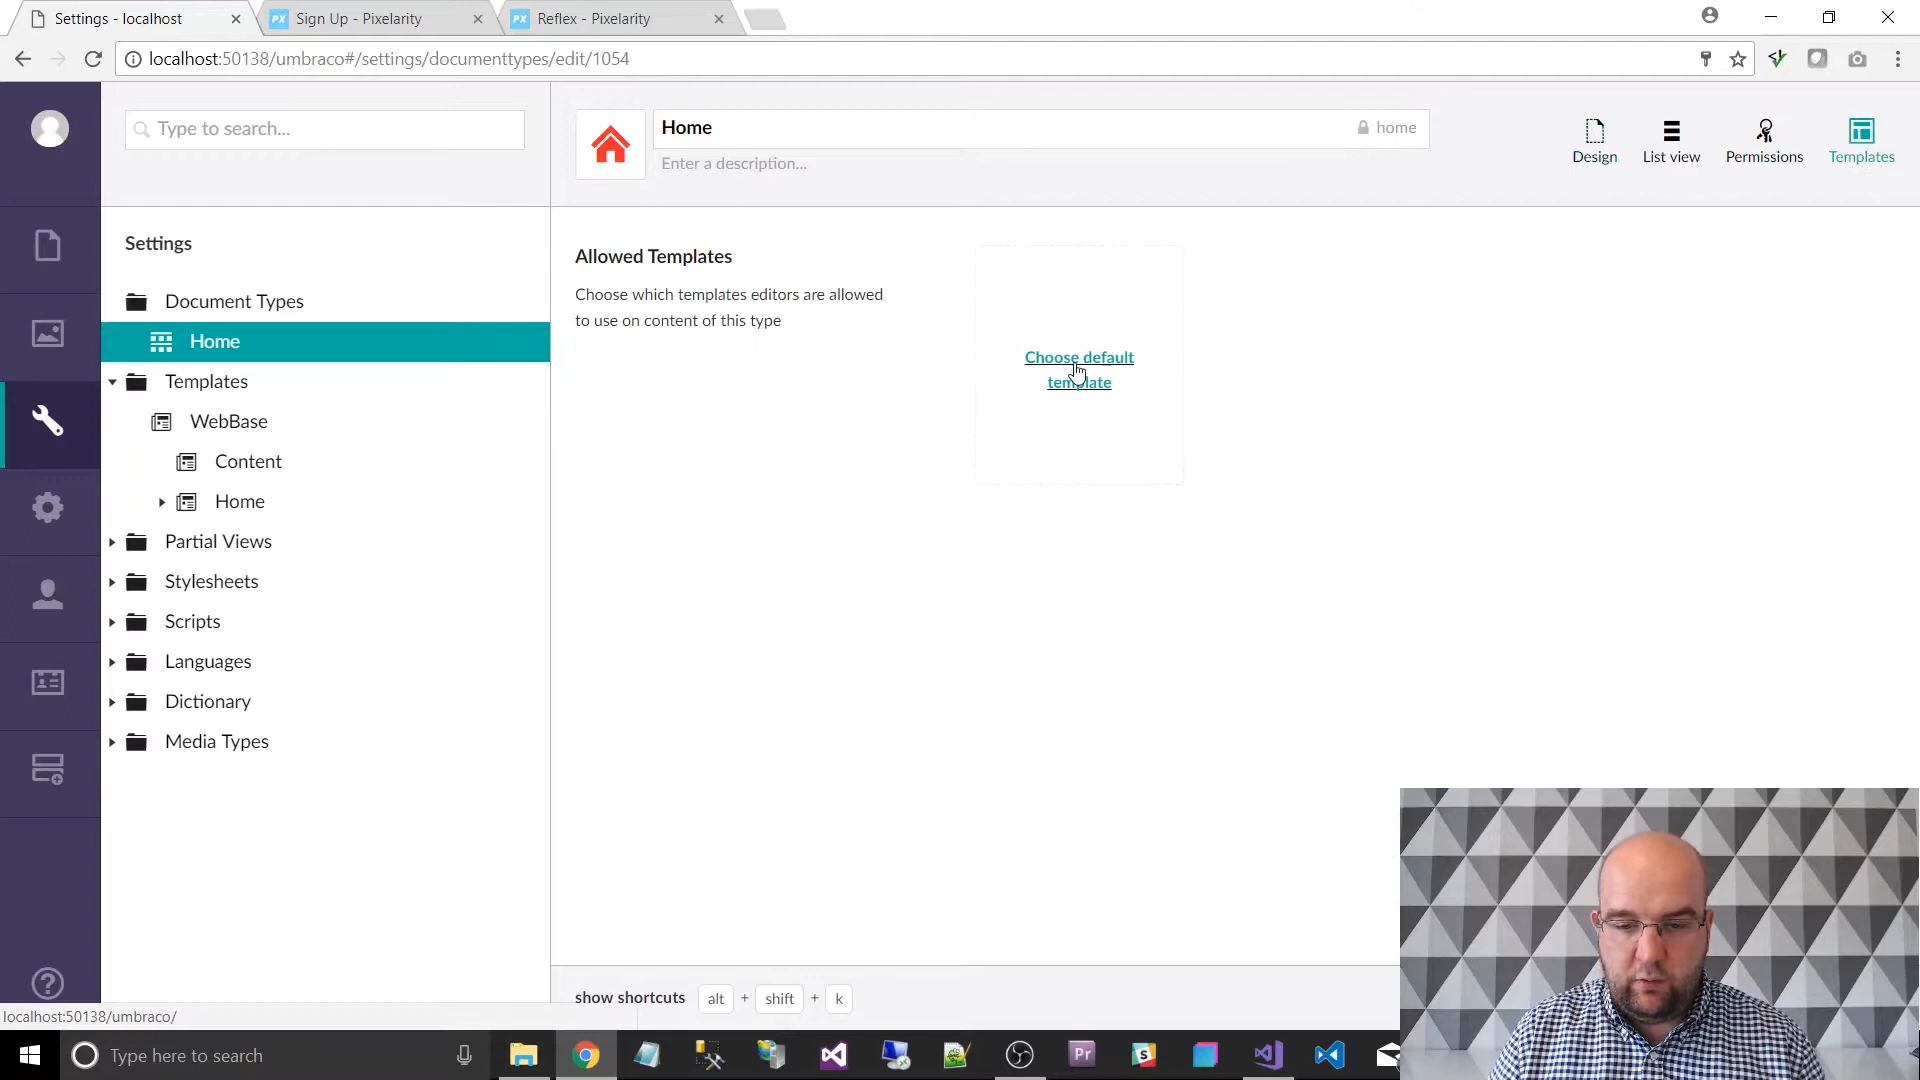 Settings - localhost
PX Sign Up - Pixelarity
PX Reflex - Pixelarity
localhost:50138/umbraco#/settings/documenttypes/edit/1054
Type to search...
Home
home
Enter a description...
Design
List view
Permissions
Templates
Settings
Document Types
Home
Templates
WebBase
Content
Home
Partial Views
Stylesheets
Scripts
Languages
Dictionary
Media Types
Allowed Templates
Choose which templates editors are allowed
to use on content of this type
Choose default
template
show shortcuts alt + shift + k
localhost:50138/umbraco/
Type here to search
Pr
S